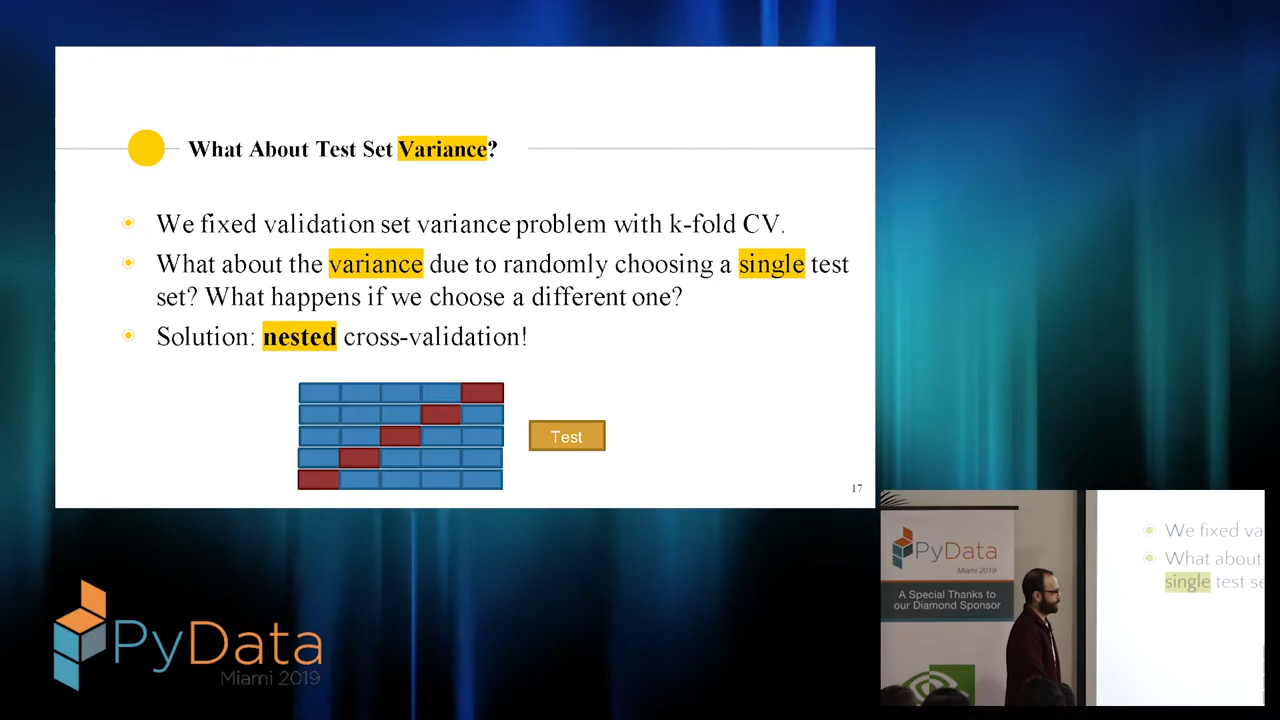 What About Test Set Variance?
We fixed validation set variance problem with k-fold CV.
What about the variance due to randomly choosing a single test
set? What happens if we choose a different one?
Solution: nested cross-validation!
Test
17
PyData
Miami 2019
A Special Thanks to
our Diamond Sponsor
We fixed va
What about
single test se
PyData
Miami 2019